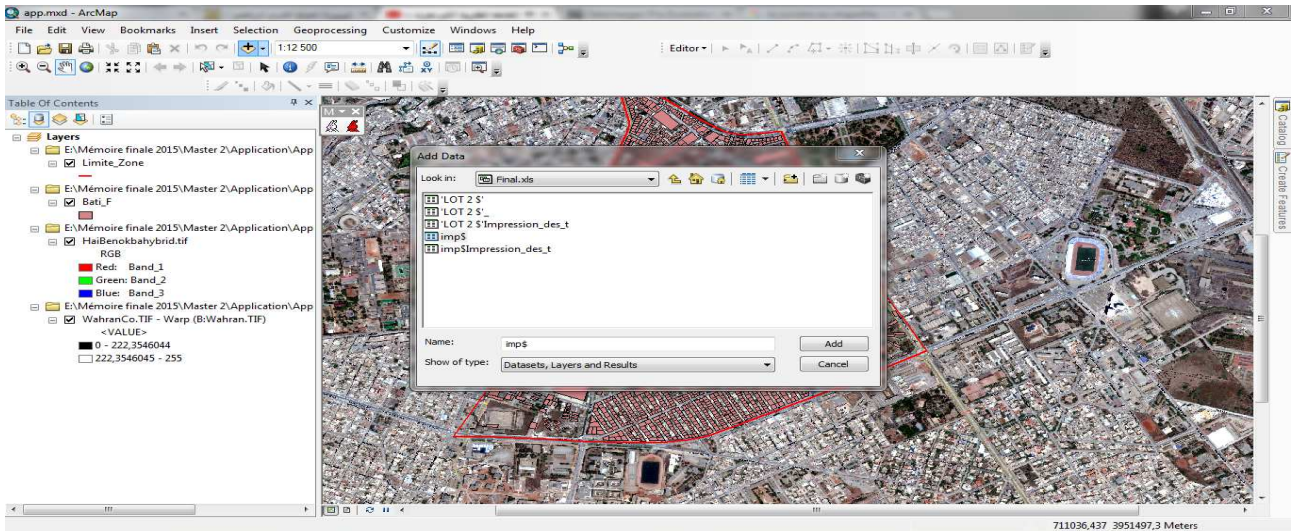 app.mxd - ArcMap
File Edit View Bookmarks Insert Selection Geoprocessing Customize Windows Help
1:12 500
Editor
Table Of Contents
Layers
E:\Mémoire finale 2015\Master 2\Application\App
Limite_Zone
E:\Mémoire finale 2015\Master 2\Application\App
Bati_F
E:\Mémoire finale 2015\Master 2\Application\App
HaiBenokbahybrid.tif
RGB
Red: Band_1
Green: Band_2
Blue: Band_3
E:\Mémoire finale 2015\Master 2\Application\App
WahranCo.TIF - Warp (B:Wahran.TIF)
<VALUE>
0 - 222,3546044
222,3546045 - 255
Add Data
Look in: Final.xls
'LOT 2 $'
'LOT 2 $'_
'LOT 2 $'Impression_des_t
imp$
imp$Impression_des_t
Name: imp$
Add
Show of type: Datasets, Layers and Results
Cancel
Catalog
Create Features
711036,437 3951497,3 Meters